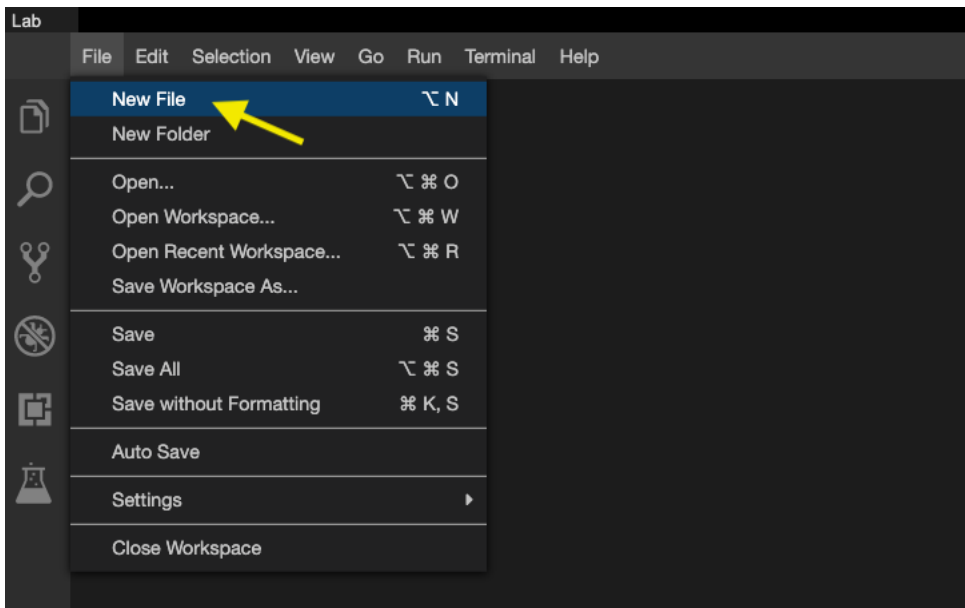 Lab
File Edit Selection View Go Run Terminal Help
New File ⌥ N
New Folder
Open... ⌥ ⌘ O
Open Workspace... ⌥ ⌘ W
Open Recent Workspace... ⌥ ⌘ R
Save Workspace As...
Save ⌘ S
Save All ⌥ ⌘ S
Save without Formatting ⌘ K, S
Auto Save
Settings
Close Workspace